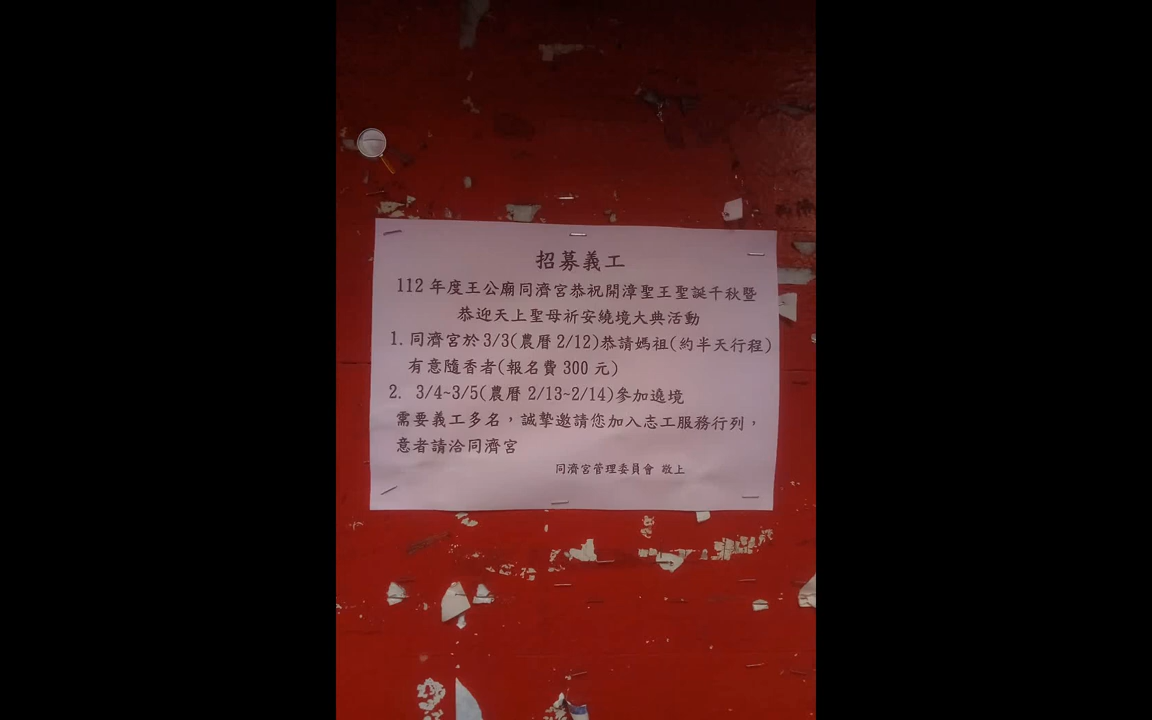 招募義工
112 年度王公廟同濟宮恭祝開漳聖王聖誕千秋暨
恭迎天上聖母祈安繞境大典活動
1. 同濟宮於 3/3(農曆 2/12)恭請媽祖(約半天行程)
有意隨香者(報名費 300 元)
2. 3/4~3/5(農曆 2/13~2/14)參加遶境
需要義工多名，誠摯邀請您加入志工服務行列，
意者請洽同濟宮
同濟宮管理委員會 敬上